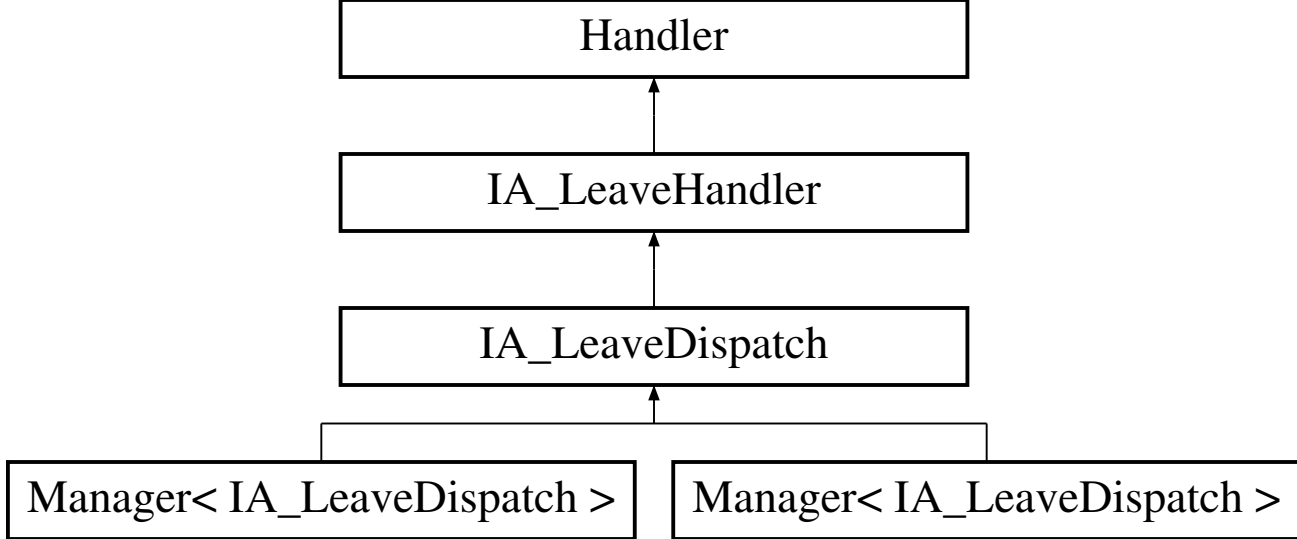 Handler
IA_LeaveHandler
IA_LeaveDispatch
Manager< IA_LeaveDispatch >
Manager< IA_LeaveDispatch >